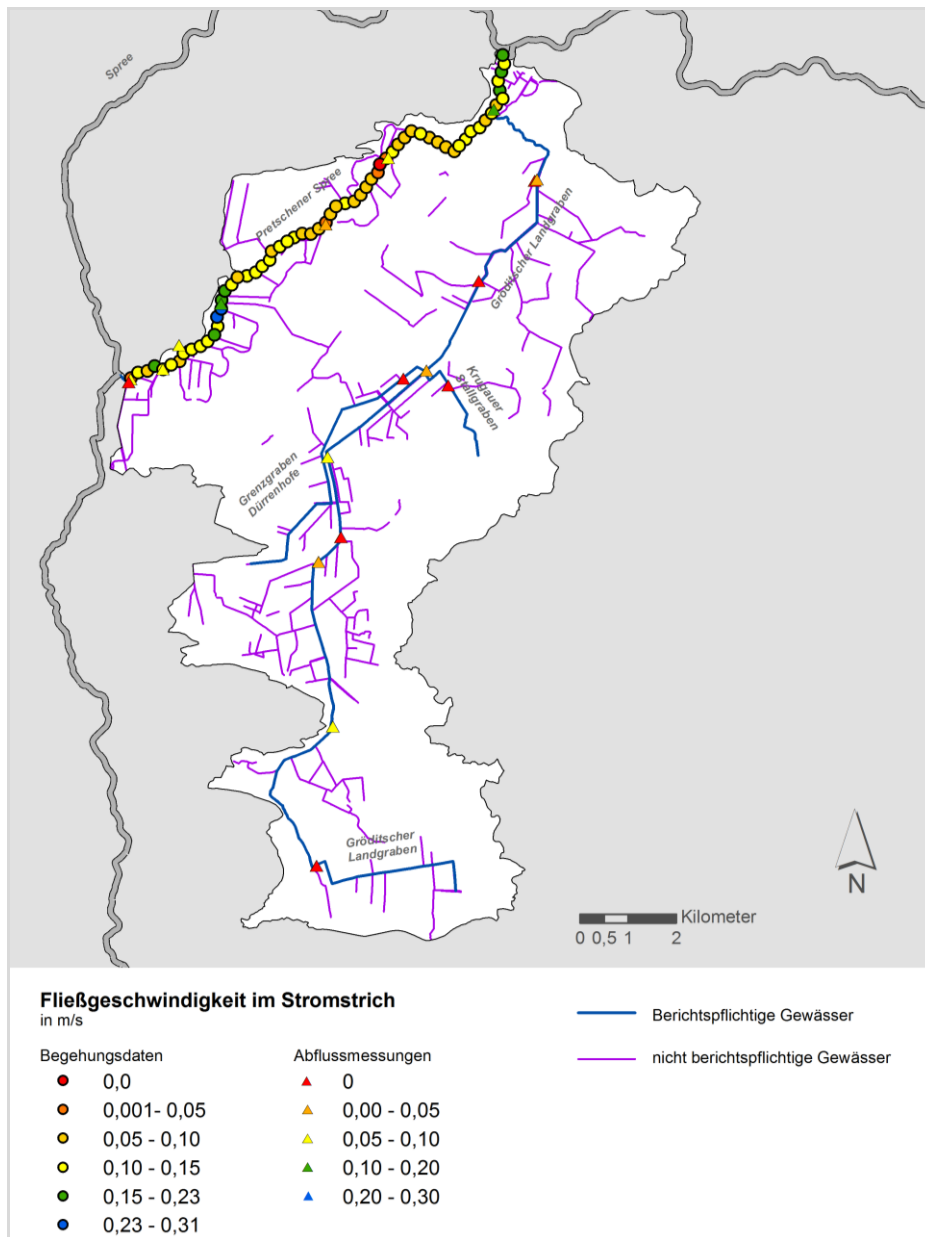 Spree
Pretschener Spree
Gröditscher Landgraben
Krugauer
Stallgraben
Grenzgraben
Dürrenhofe
Gröditscher
Landgraben
N
Kilometer
0 0,5 1 2
Fließgeschwindigkeit im Stromstrich
in m/s
Begehungsdaten
0,0
0,001- 0,05
0,05 - 0,10
0,10 - 0,15
0,15 - 0,23
0,23 - 0,31
Abflussmessungen
0
0,00 - 0,05
0,05 - 0,10
0,10 - 0,20
0,20 - 0,30
Berichtspflichtige Gewässer
nicht berichtspflichtige Gewässer